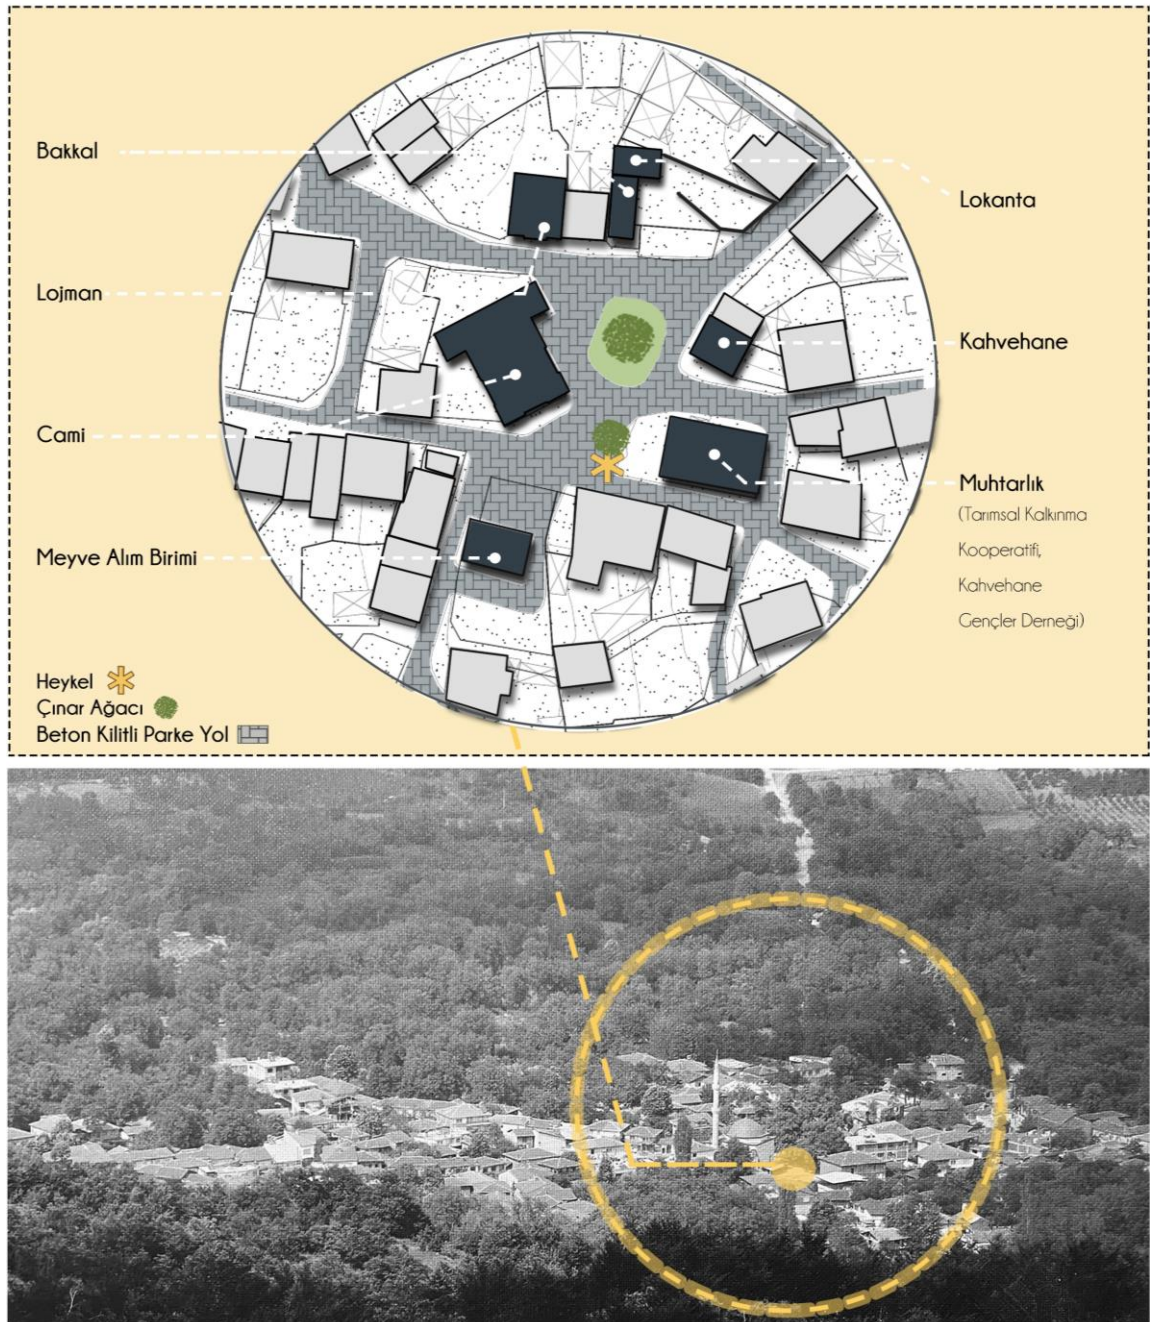 Bakkal
Lojman
Cami
Meyve Alım Birimi
Lokanta
Kahvehane
Muhtarlık
(Tarımsal Kalkınma
Kooperatifi,
Kahvehane
Gençler Derneği)
Heykel
Çınar Ağacı
Beton Kilitli Parke Yol